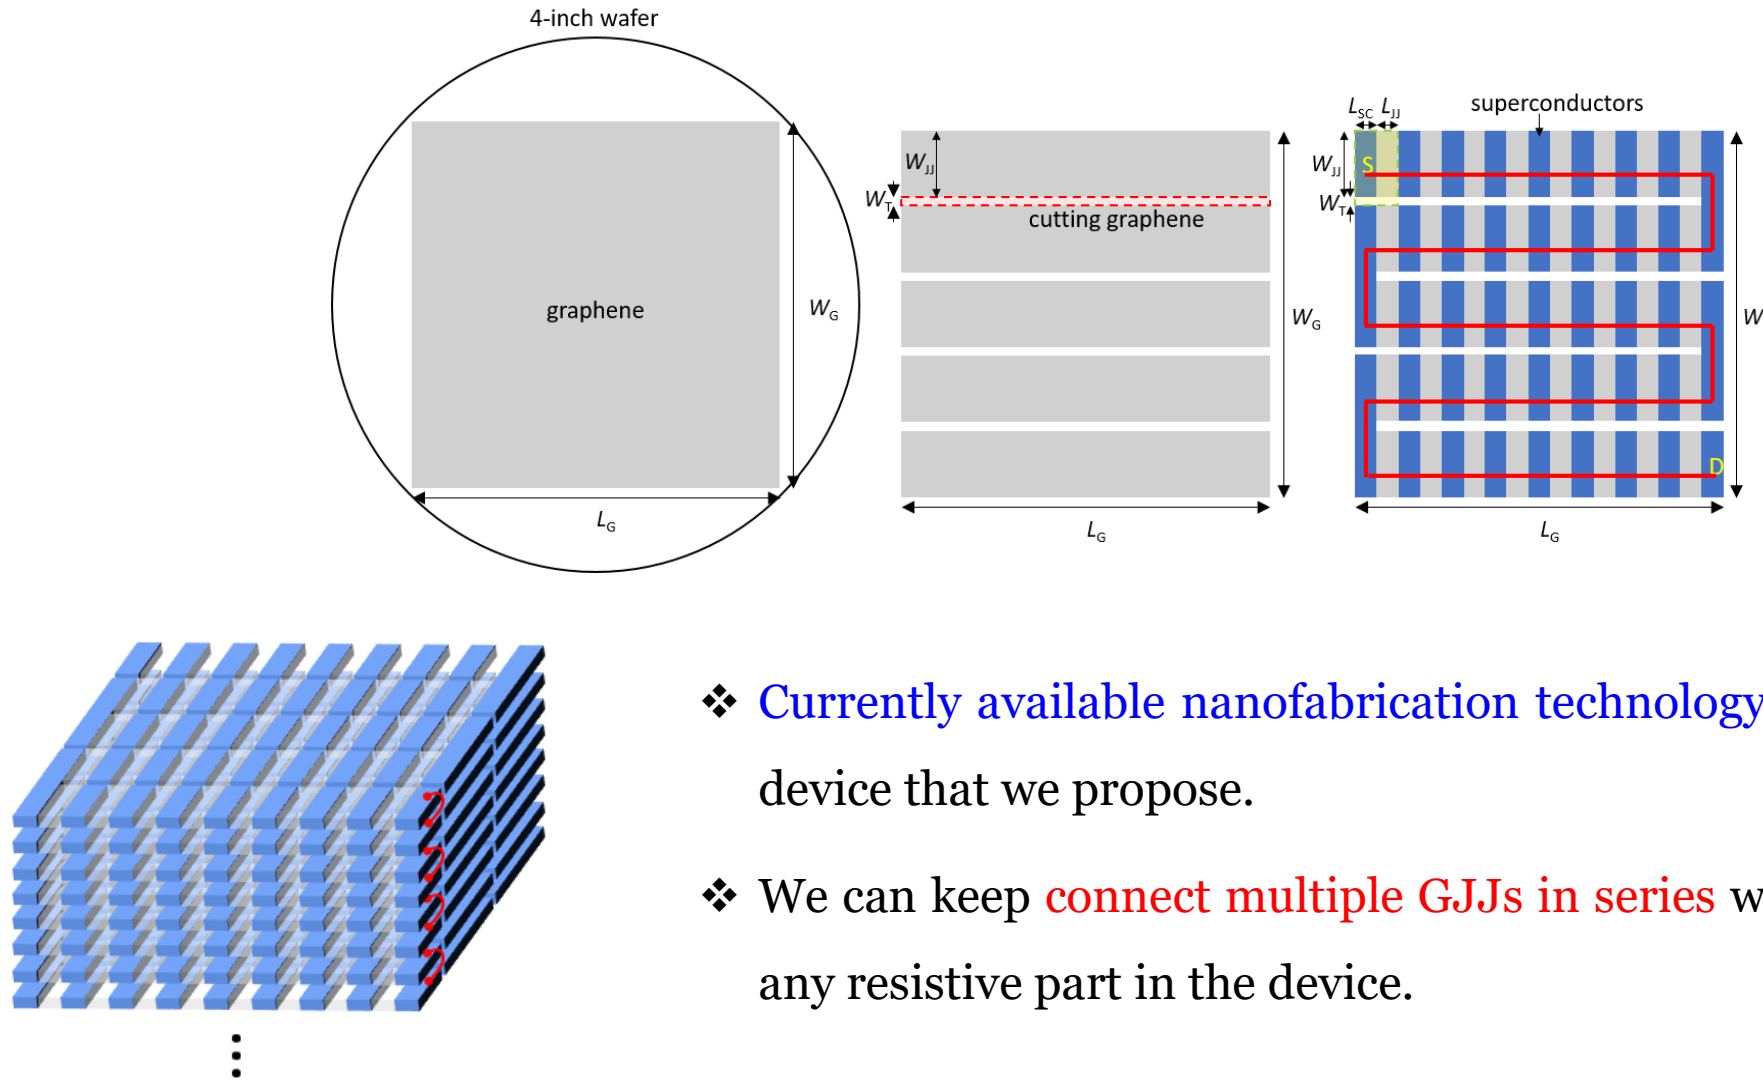 4-inch wafer
graphene
W_G
L_G
W_JJ
W_T
cutting graphene
W_G
L_G
L_SC L_JJ
superconductors
W_JJ
S
W_T
W
D
L_G
❖ Currently available nanofabrication technology
device that we propose.
❖ We can keep connect multiple GJJs in series w
any resistive part in the device.